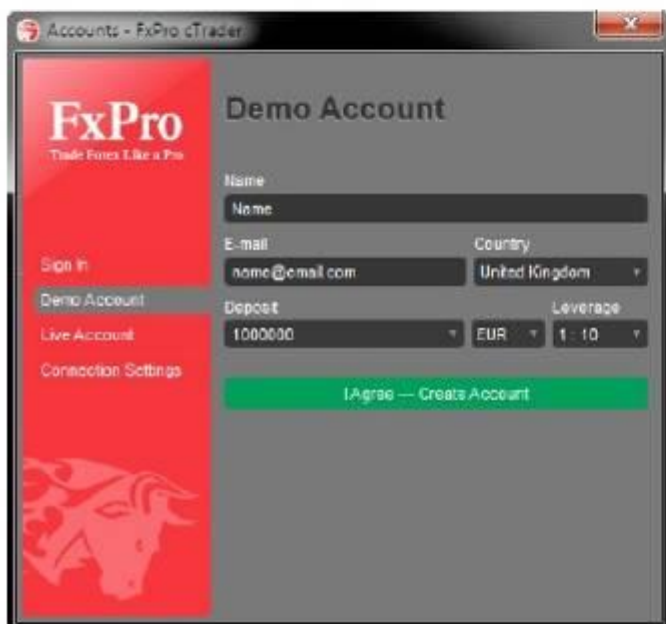 Accounts - FxPro cTrader
FxPro
Trade Forex Like a Pro
Sign In
Demo Account
Live Account
Connection Settings
Demo Account
Name
Name
E-mail Country
name@email.com United Kingdom
Deposit Leverage
1000000 EUR 1 : 10
I Agree — Create Account